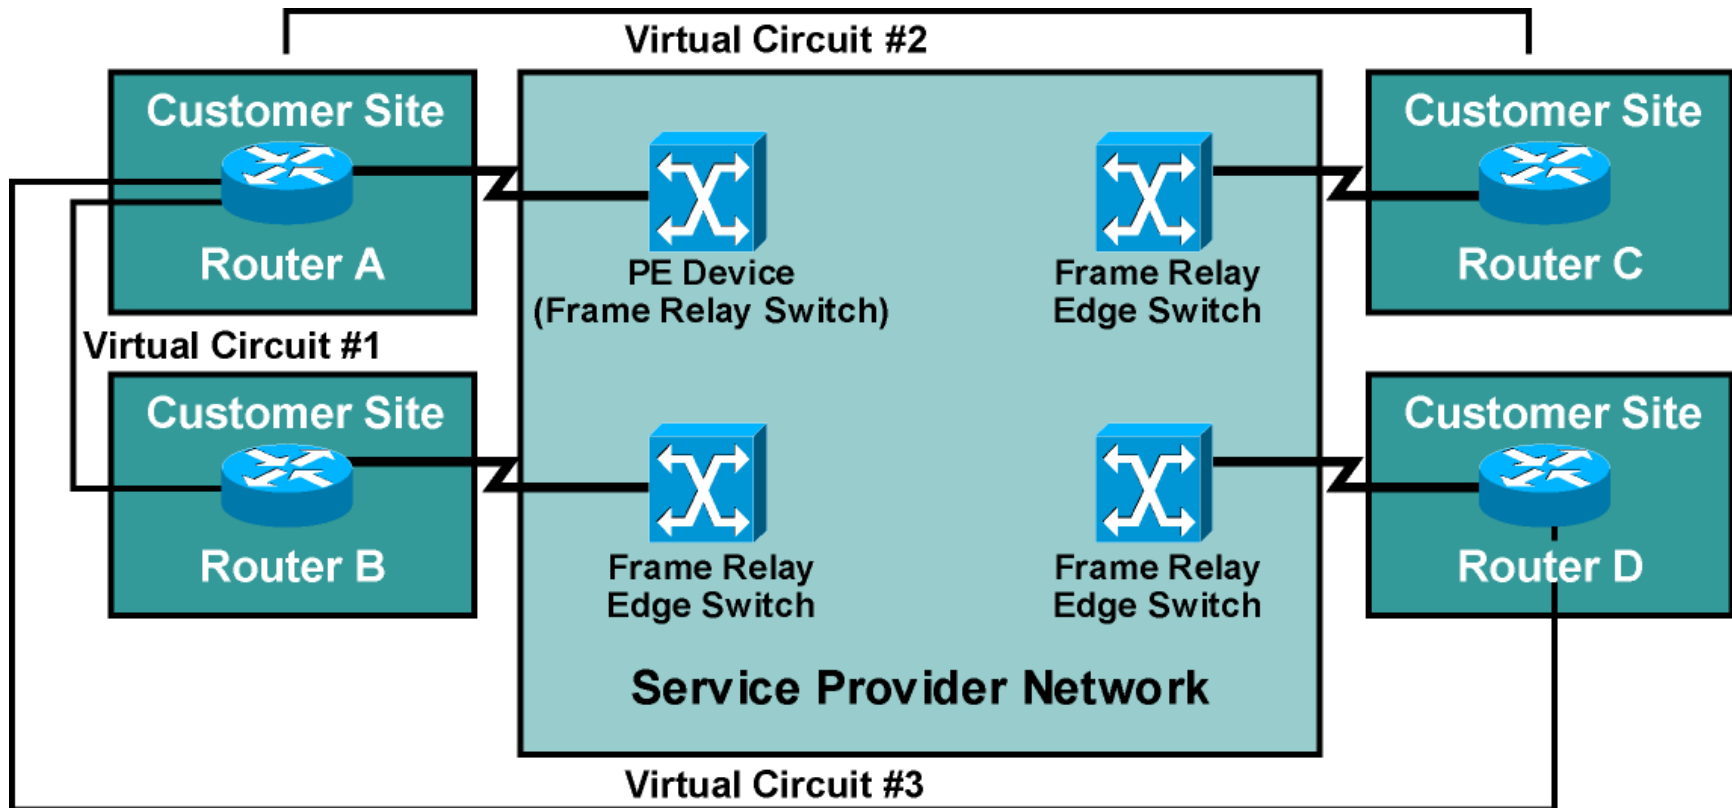 Virtual Circuit #2
Customer Site
Router A
PE Device
(Frame Relay Switch)
Frame Relay
Edge Switch
Customer Site
Router C
Virtual Circuit #1
Customer Site
Router B
Frame Relay
Edge Switch
Frame Relay
Edge Switch
Customer Site
Router D
Service Provider Network
Virtual Circuit #3